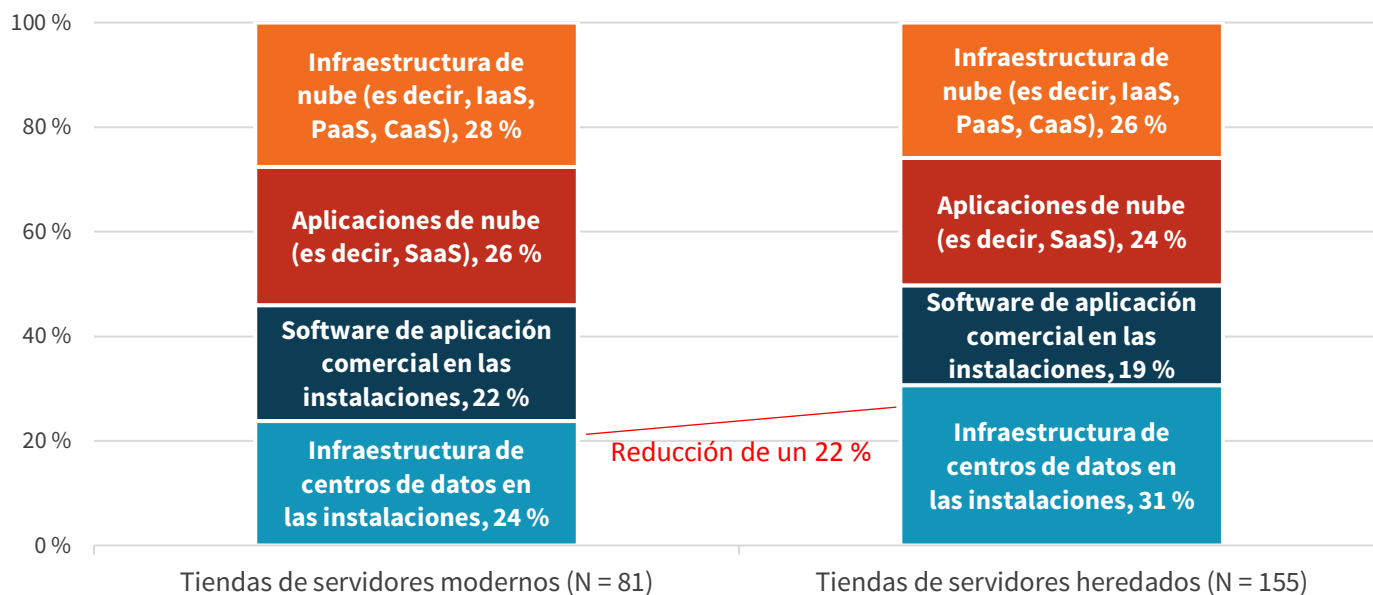 100 %
80 %
60 %
40 %
20 %
0 %
Infraestructura de
nube (es decir, IaaS,
PaaS, CaaS), 28 %
Aplicaciones de nube
(es decir, SaaS), 26 %
Software de aplicación
comercial en las
instalaciones, 22 %
Infraestructura de
centros de datos en
las instalaciones, 24 %
Reducción de un 22 %
Infraestructura de
nube (es decir, IaaS,
PaaS, CaaS), 26 %
Aplicaciones de nube
(es decir, SaaS), 24 %
Software de aplicación
comercial en las
instalaciones, 19 %
Infraestructura de
centros de datos en
las instalaciones, 31 %
Tiendas de servidores modernos (N = 81)
Tiendas de servidores heredados (N = 155)